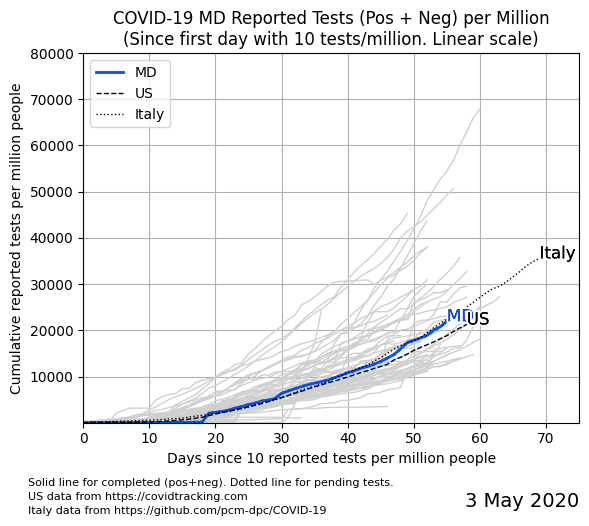 COVID-19 MD Reported Tests (Pos + Neg) per Million
(Since first day with 10 tests/million. Linear scale)
Cumulative reported tests per million people
80000
70000
60000
50000
40000
30000
20000
10000
MD
US
Italy
Italy
MD
US
0 10 20 30 40 50 60 70
Days since 10 reported tests per million people
Solid line for completed (pos+neg). Dotted line for pending tests.
US data from https://covidtracking.com
Italy data from https://github.com/pcm-dpc/COVID-19
3 May 2020